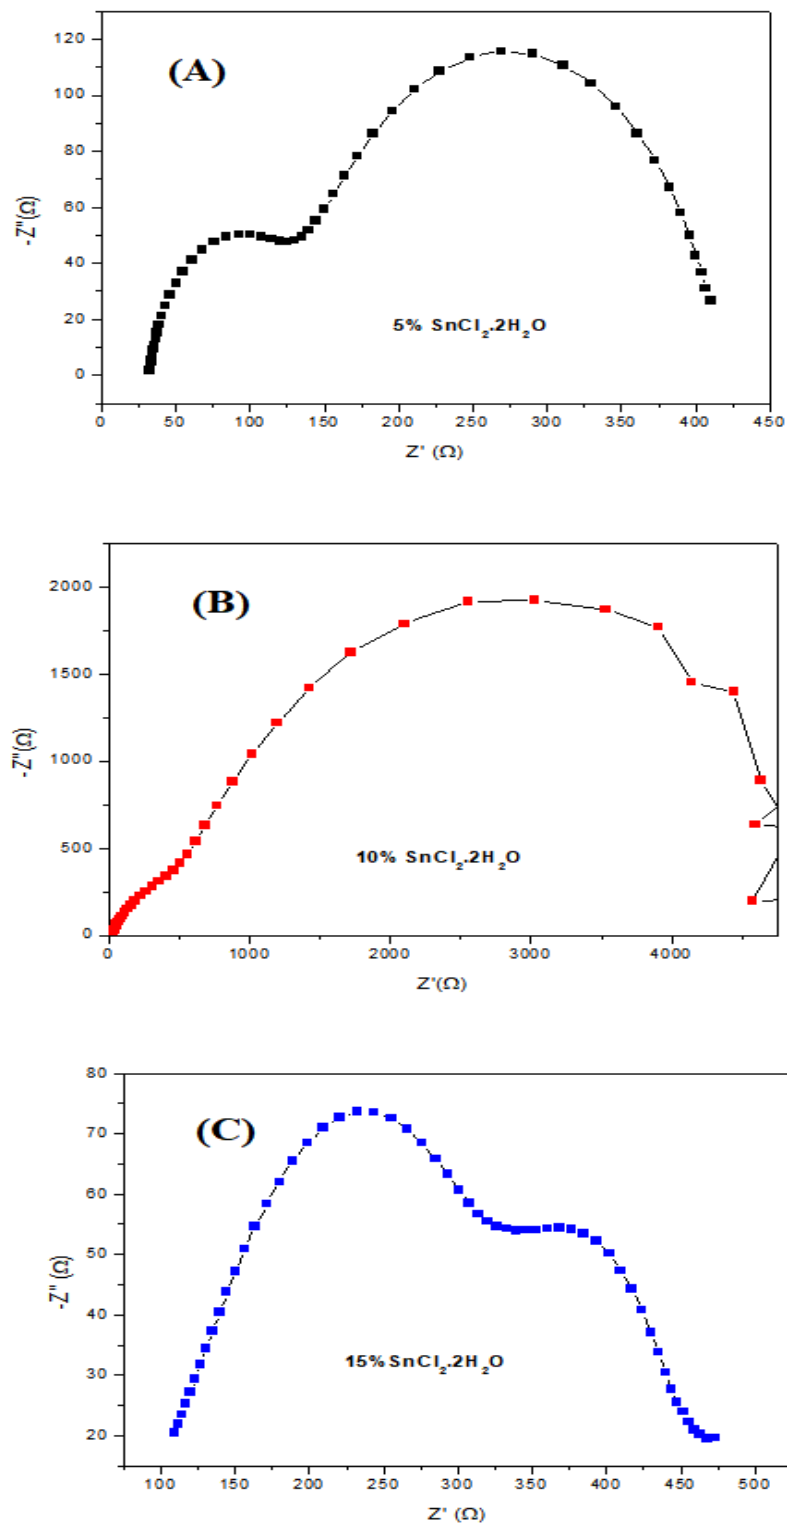 (A)
120
100
80
60
40
20
0
-Z"(Ω)
5% SnCl₂.2H₂O
0 50 100 150 200 250 300 350 400 450
Z' (Ω)
(B)
2000
1500
1000
500
0
-Z"(Ω)
10% SnCl₂.2H₂O
0 1000 2000 3000 4000
Z'(Ω)
(C)
80
70
60
50
40
30
20
-Z" (Ω)
15%SnCl₂.2H₂O
100 150 200 250 300 350 400 450 500
Z' (Ω)